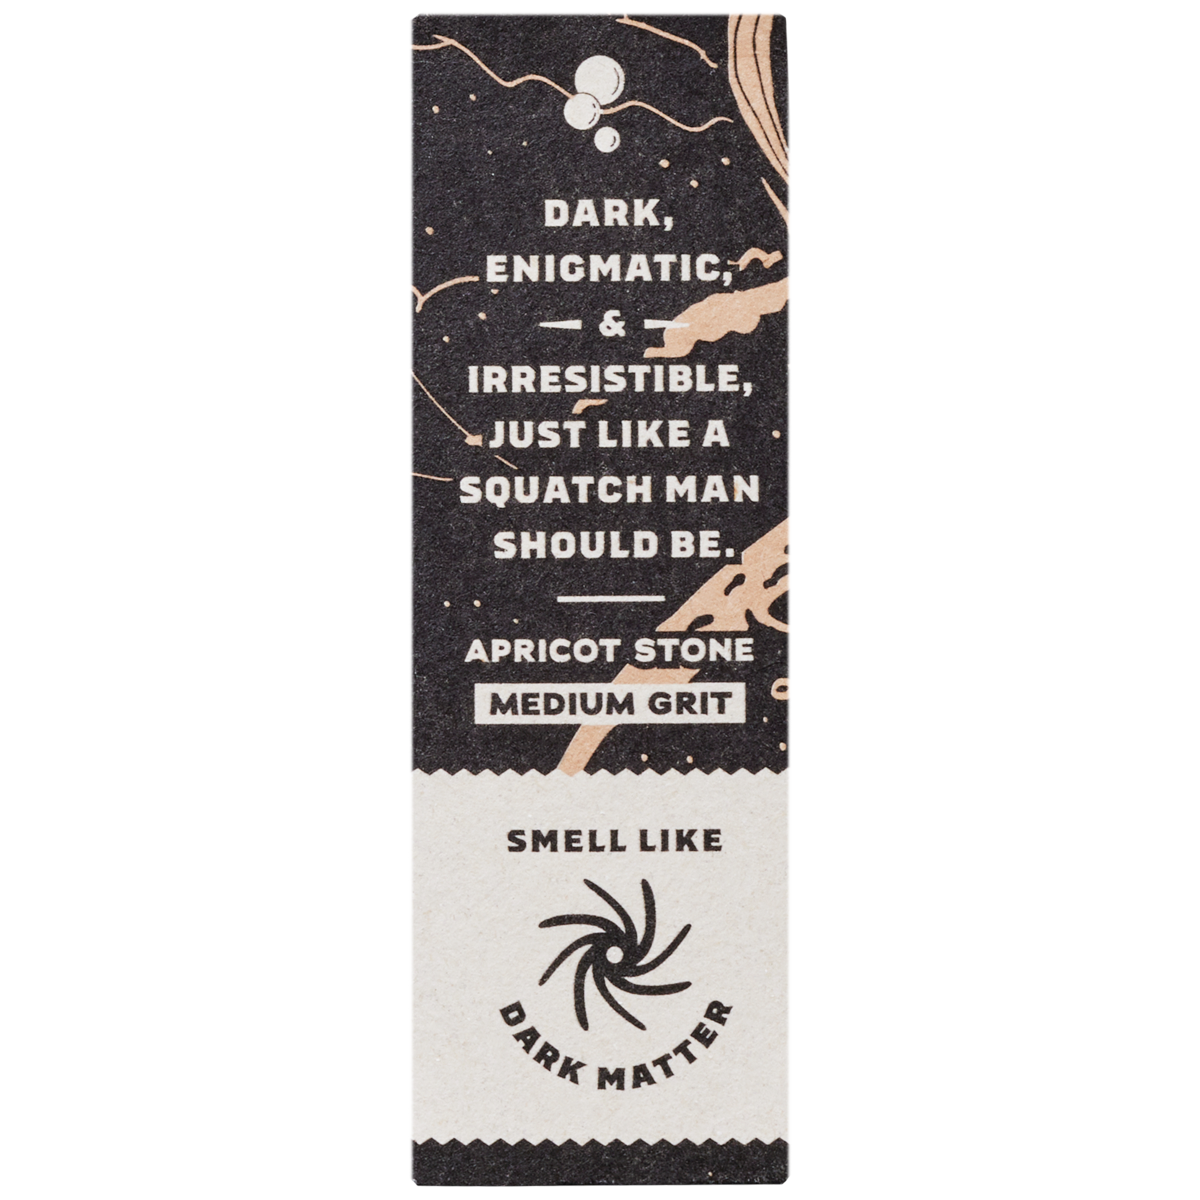 DARK,
ENIGMATIC,
&
IRRESISTIBLE,
JUST LIKE A
SQUATCH MAN
SHOULD BE.
APRICOT STONE
MEDIUM GRIT
SMELL LIKE
DARK MATTER